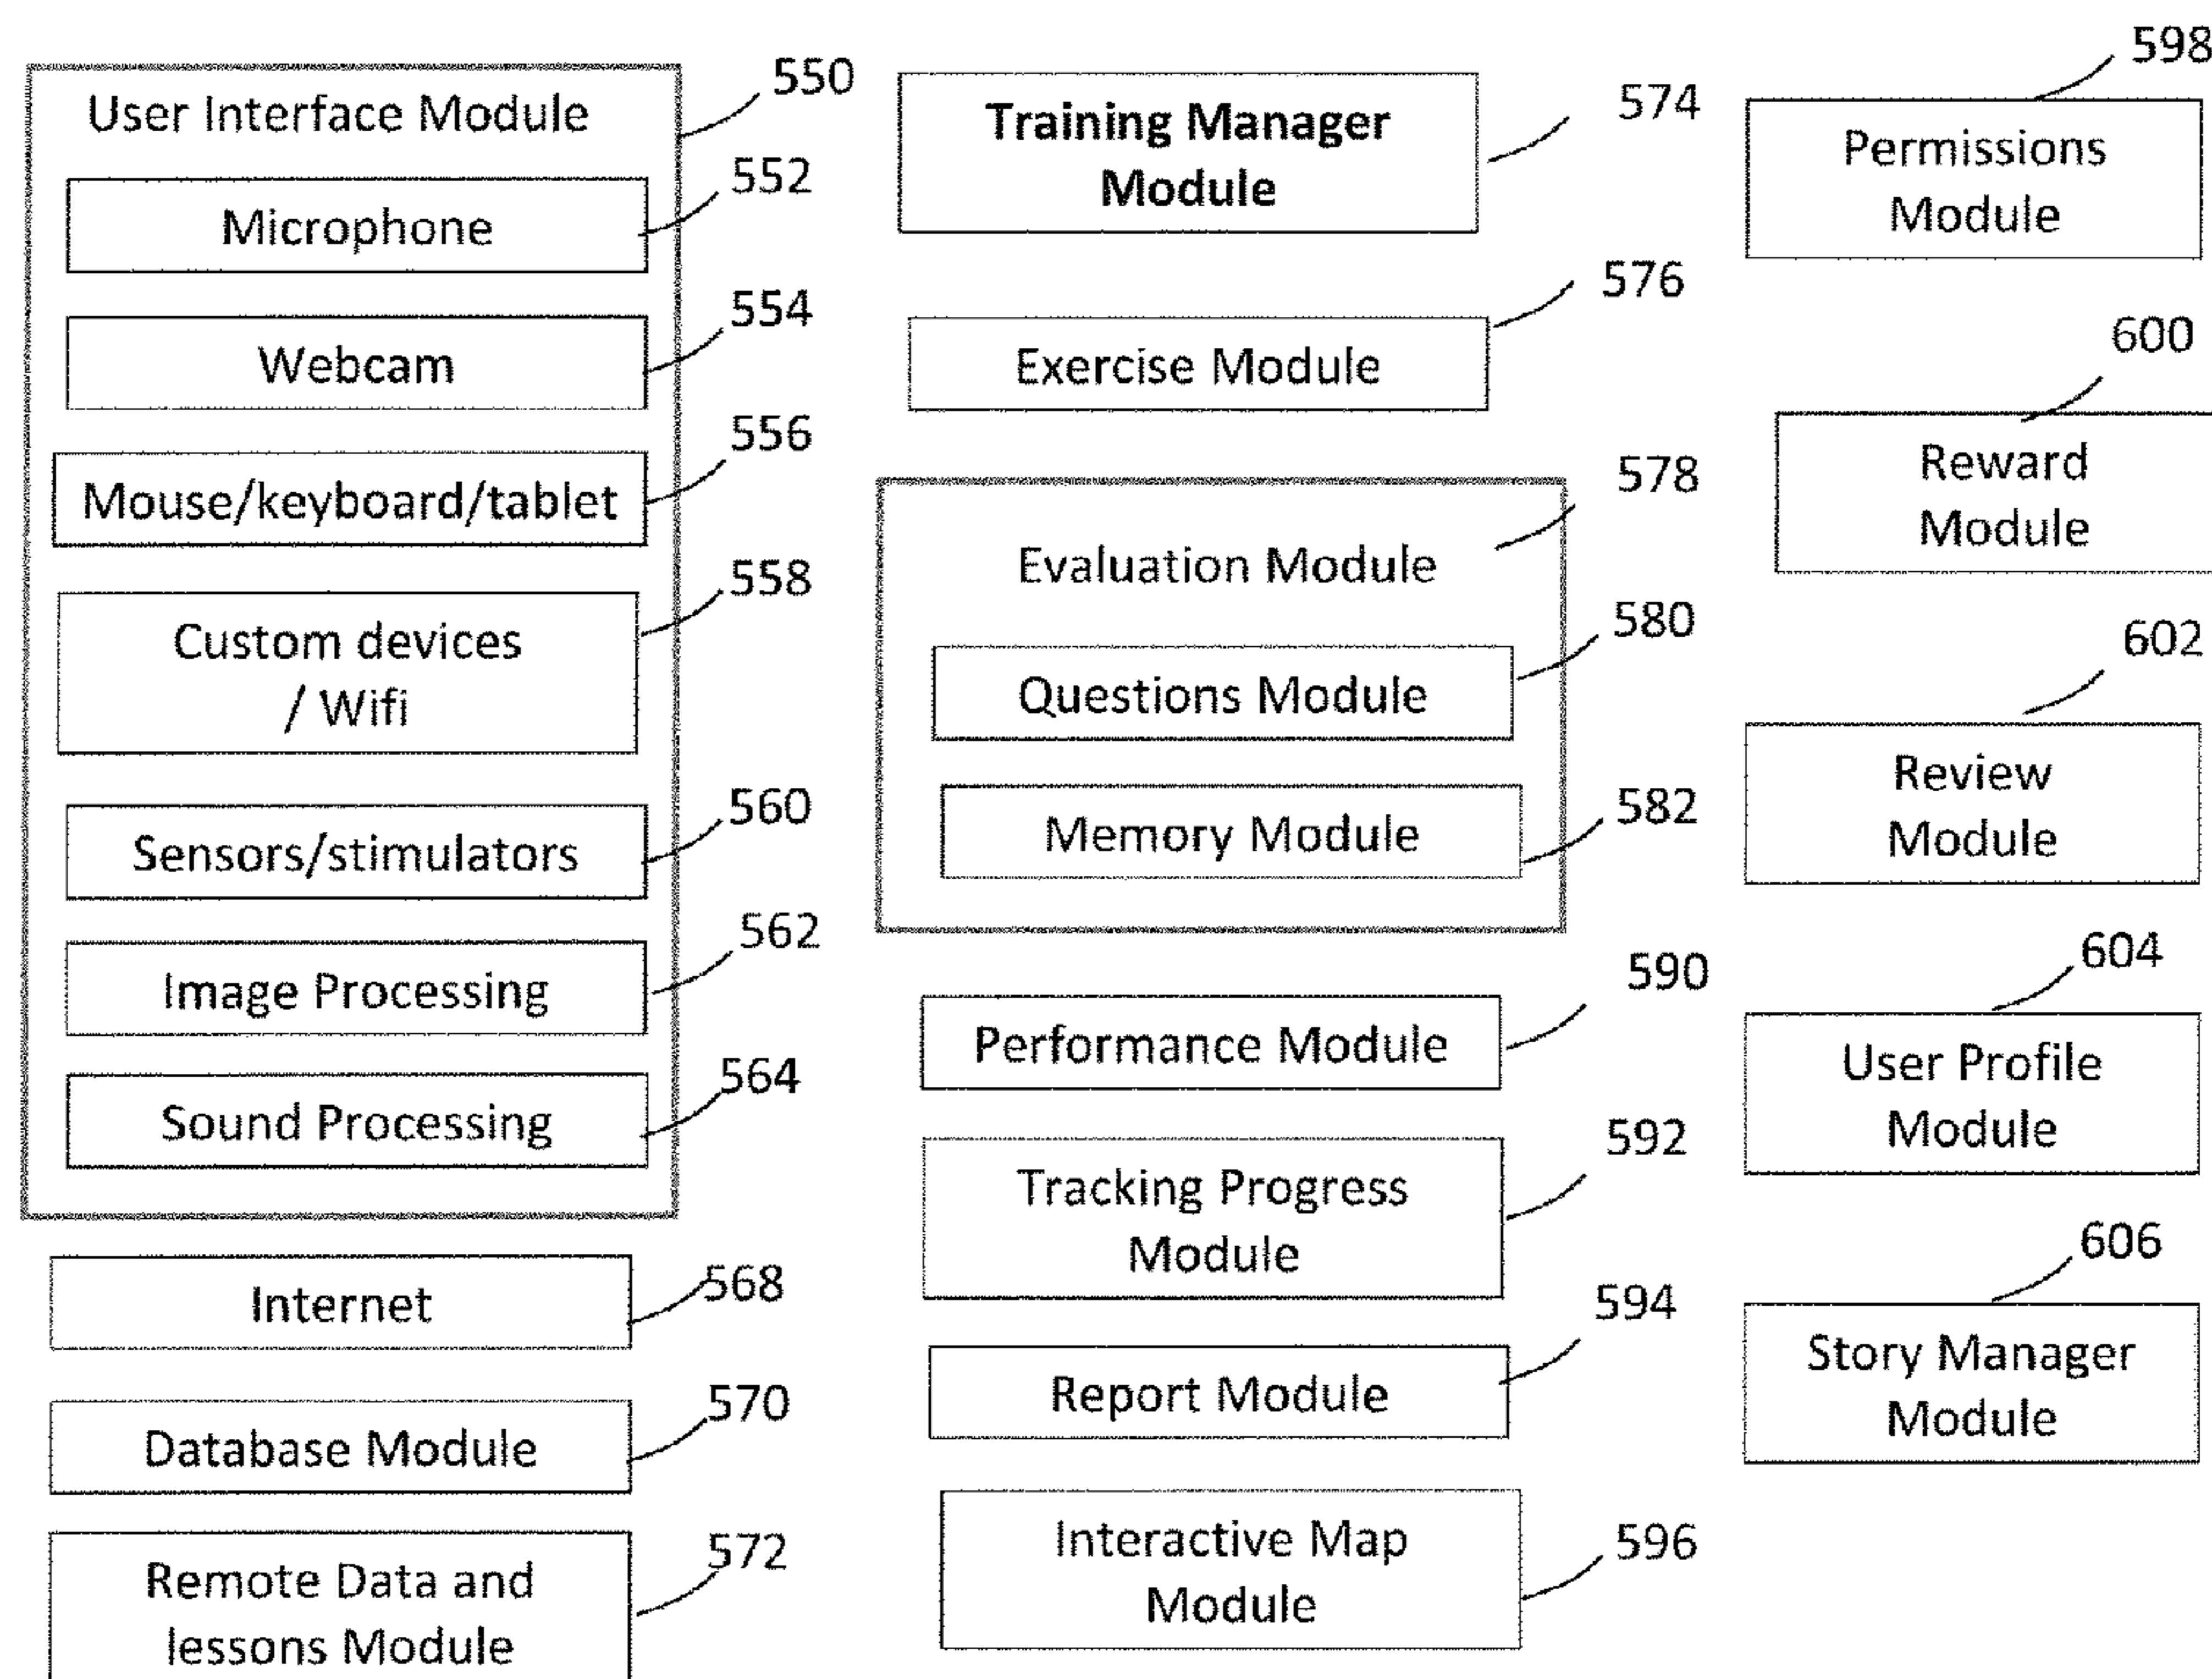 User Interface Module
550
Microphone
552
Webcam
554
Mouse/keyboard/tablet
556
Custom devices
/ Wifi
558
Sensors/stimulators
560
Image Processing
562
Sound Processing
564
Internet
568
Database Module
570
Remote Data and
lessons Module
572
Training Manager
Module
574
Exercise Module
576
Evaluation Module
578
Questions Module
580
Memory Module
582
Performance Module
590
Tracking Progress
Module
592
Report Module
594
Interactive Map
Module
596
Permissions
Module
598
Reward
Module
600
Review
Module
602
User Profile
Module
604
Story Manager
Module
606